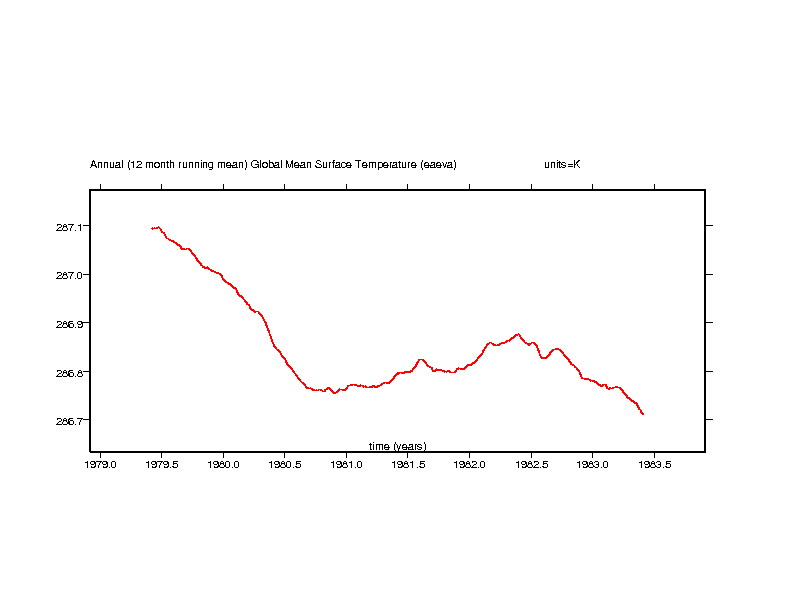 Annual (12 month running mean) Global Mean Surface Temperature (eaeva) units=K
287.1
287.0
286.9
286.8
286.7
time (years)
1979.0 1979.5 1980.0 1980.5 1981.0 1981.5 1982.0 1982.5 1983.0 1983.5